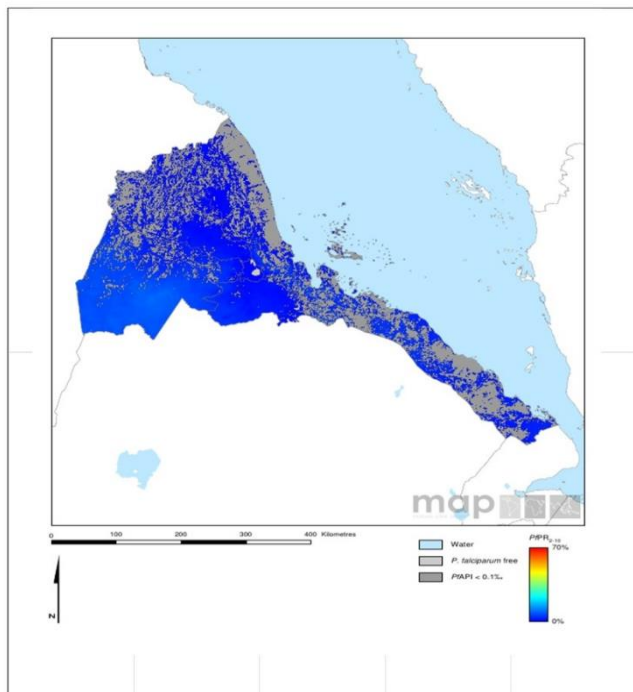 map
0 100 200 300 400 Kilometres
N
Water
P. falciparum free
PfAPI < 0.1‰
PfPR2-10
70%
0%